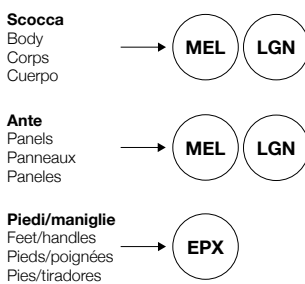 Scocca
Body
Corps
Cuerpo
MEL LGN
Ante
Panels
Panneaux
Paneles
MEL LGN
Piedi/maniglie
Feet/handles
Pieds/poignées
Pies/tiradores
EPX